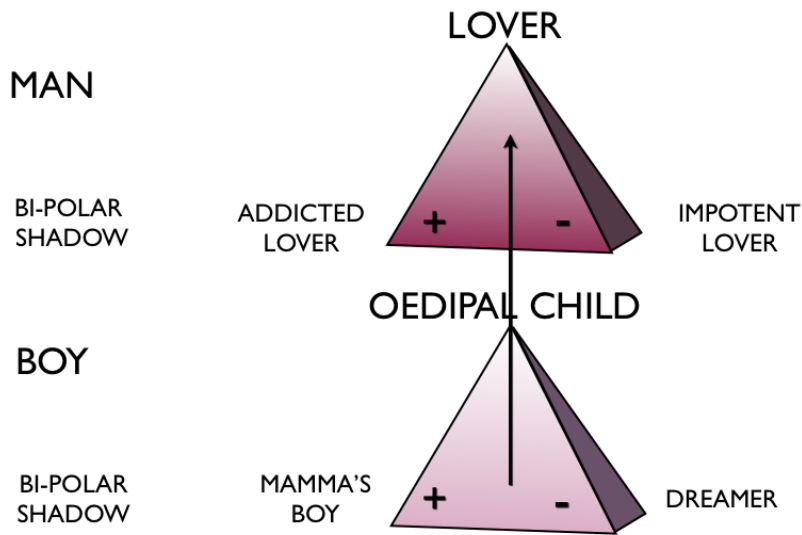 LOVER
MAN
BI-POLAR
SHADOW
ADDICTED
LOVER
+
-
IMPOTENT
LOVER
OEDIPAL CHILD
BOY
BI-POLAR
SHADOW
MAMMA'S
BOY
+
-
DREAMER